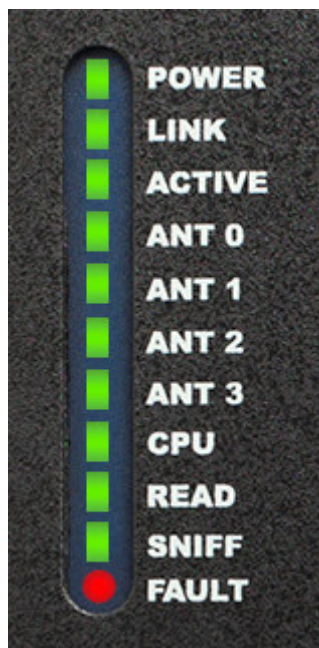 POWER
LINK
ACTIVE
ANT 0
ANT 1
ANT 2
ANT 3
CPU
READ
SNIFF
FAULT